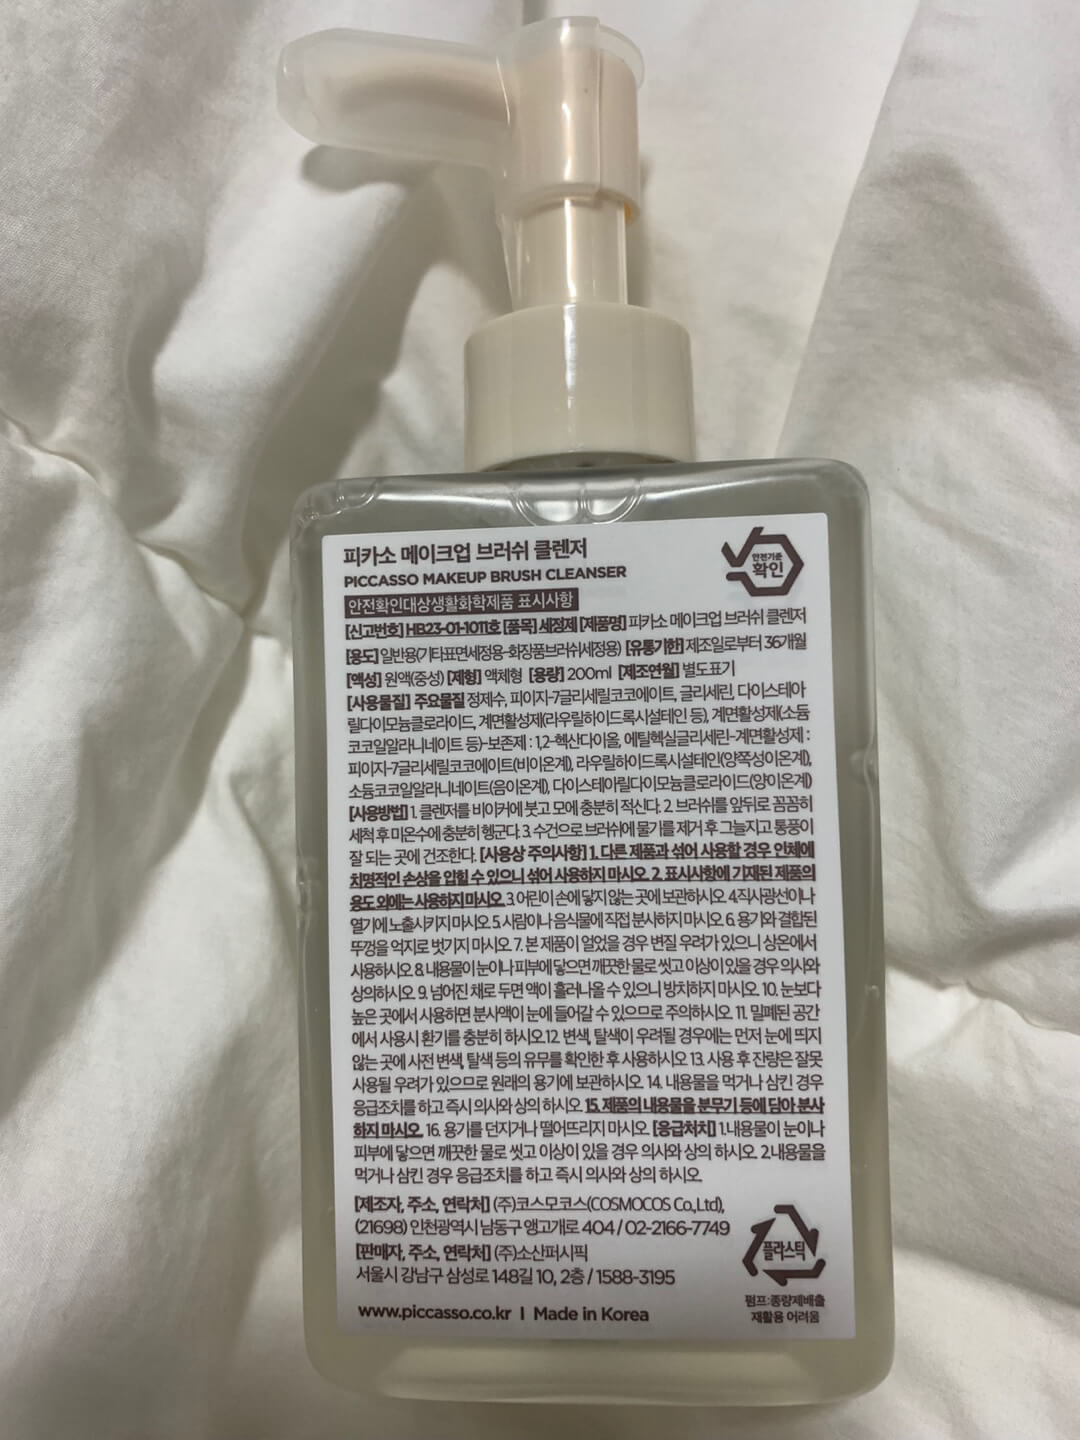 피카소 메이크업 브러쉬 클렌저
PICCASSO MAKEUP BRUSH CLEANSER
안전기준
확인
안전확인대상생활화학제품 표시사항
[신고번호] HB23-01-1011호 [품목] 세정제 [제품명] 피카소 메이크업 브러쉬 클렌저
[용도] 일반용(기타표면세정용-화장품브러쉬세정용) [유통기한] 제조일로부터 36개월
[액성] 원액(중성) [제형] 액체형 [용량] 200ml [제조연월] 별도표기
[사용물질] 주요물질 정제수, 피이지-7글리세릴코코에이트, 글리세린, 다이스테아
릴다이모늄클로라이드, 계면활성제(라우릴하이드록시설테인 등), 계면활성제(소듐
코코일알라니네이트 등)-보존제 : 1,2-헥산다이올, 에틸헥실글리세린-계면활성제 :
피이지-7글리세릴코코에이트(비이온계), 라우릴하이드록시설테인(양쪽성이온계),
소듐코코일알라니네이트(음이온계), 다이스테아릴다이모늄클로라이드(양이온계)
[사용방법] 1. 클렌저를 비이커에 붓고 모에 충분히 적신다. 2. 브러쉬를 앞뒤로 꼼꼼히
세척 후 미온수에 충분히 헹군다. 3. 수건으로 브러쉬에 물기를 제거 후 그늘지고 통풍이
잘 되는 곳에 건조한다. [사용상 주의사항] 1. 다른 제품과 섞어 사용할 경우 인체에
치명적인 손상을 입힐 수 있으니 섞어 사용하지 마시오. 2. 표시사항에 기재된 제품의
용도 외에는 사용하지 마시오. 3. 어린이 손에 닿지 않는 곳에 보관하시오. 4.직사광선이나
열기에 노출시키지 마시오. 5. 사람이나 음식물에 직접 분사하지 마시오. 6. 용기와 결합된
뚜껑을 억지로 벗기지 마시오. 7. 본 제품이 얼었을 경우 변질 우려가 있으니 상온에서
사용하시오. 8. 내용물이 눈이나 피부에 닿으면 깨끗한 물로 씻고 이상이 있을 경우 의사와
상의하시오. 9. 넘어진 채로 두면 액이 흘러나올 수 있으니 방치하지 마시오. 10. 눈보다
높은 곳에서 사용하면 분사액이 눈에 들어갈 수 있으므로 주의하시오. 11. 밀폐된 공간
에서 사용시 환기를 충분히 하시오.12. 변색, 탈색이 우려될 경우에는 먼저 눈에 띄지
않는 곳에 사전 변색, 탈색 등의 유무를 확인한 후 사용하시오. 13. 사용 후 잔량은 잘못
사용될 우려가 있으므로 원래의 용기에 보관하시오. 14. 내용물을 먹거나 삼킨 경우
응급조치를 하고 즉시 의사와 상의 하시오. 15. 제품의 내용물을 분무기 등에 담아 분사
하지 마시오. 16. 용기를 던지거나 떨어뜨리지 마시오. [응급처치] 1.내용물이 눈이나
피부에 닿으면 깨끗한 물로 씻고 이상이 있을 경우 의사와 상의 하시오. 2.내용물을
먹거나 삼킨 경우 응급조치를 하고 즉시 의사와 상의 하시오.
[제조자, 주소, 연락처] (주)코스모코스(COSMOCOS Co.,Ltd),
(21698) 인천광역시 남동구 앵고개로 404 / 02-2166-7749
[판매자, 주소, 연락처] (주)소산퍼시픽
서울시 강남구 삼성로 148길 10, 2층 / 1588-3195
www.piccasso.co.kr I Made in Korea
플라스틱
펌프:종량제배출
재활용 어려움